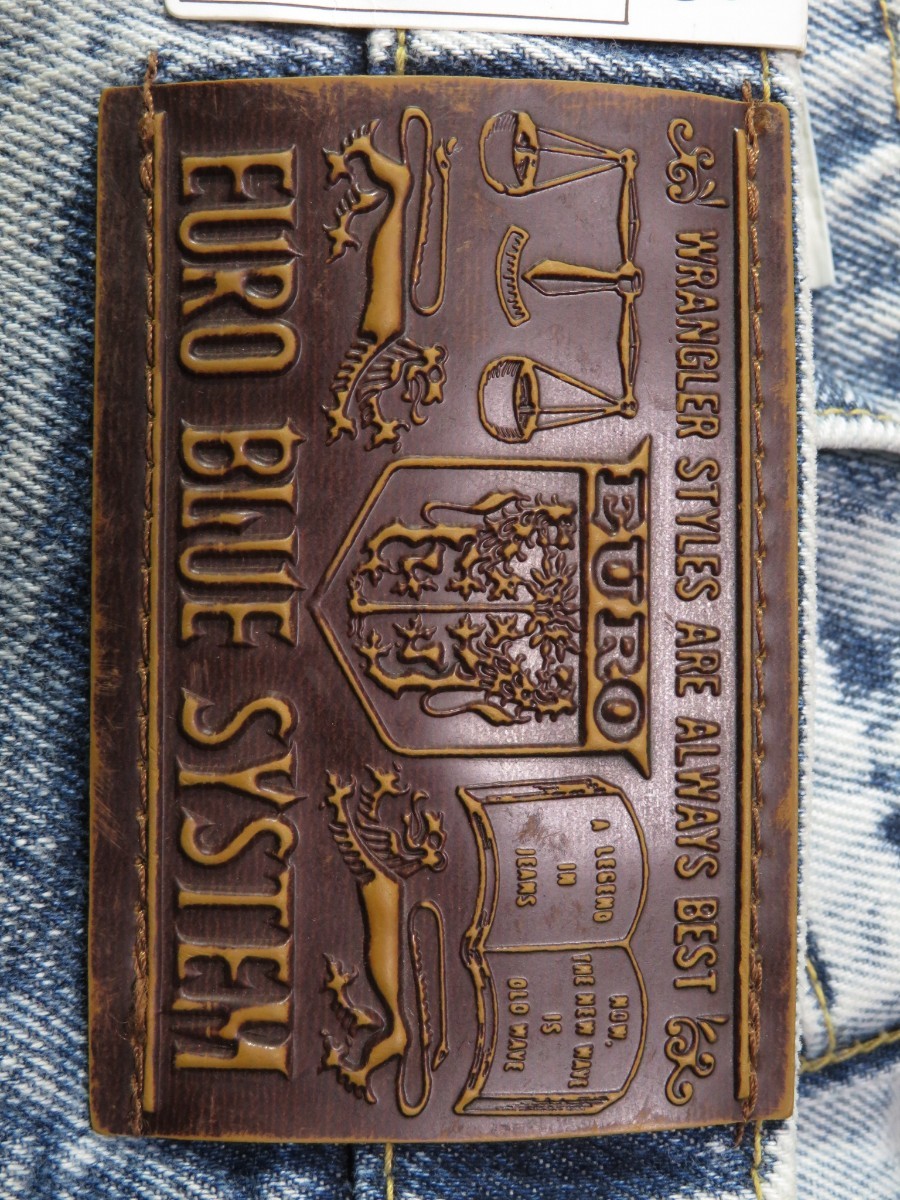 WRANGLER STYLES ARE ALWAYS BEST
EURO
A LEGEND
IN
JEANS
NOW,
THE NEW WAVE
IS
OLD WAVE
EURO BLUE SYSTEM